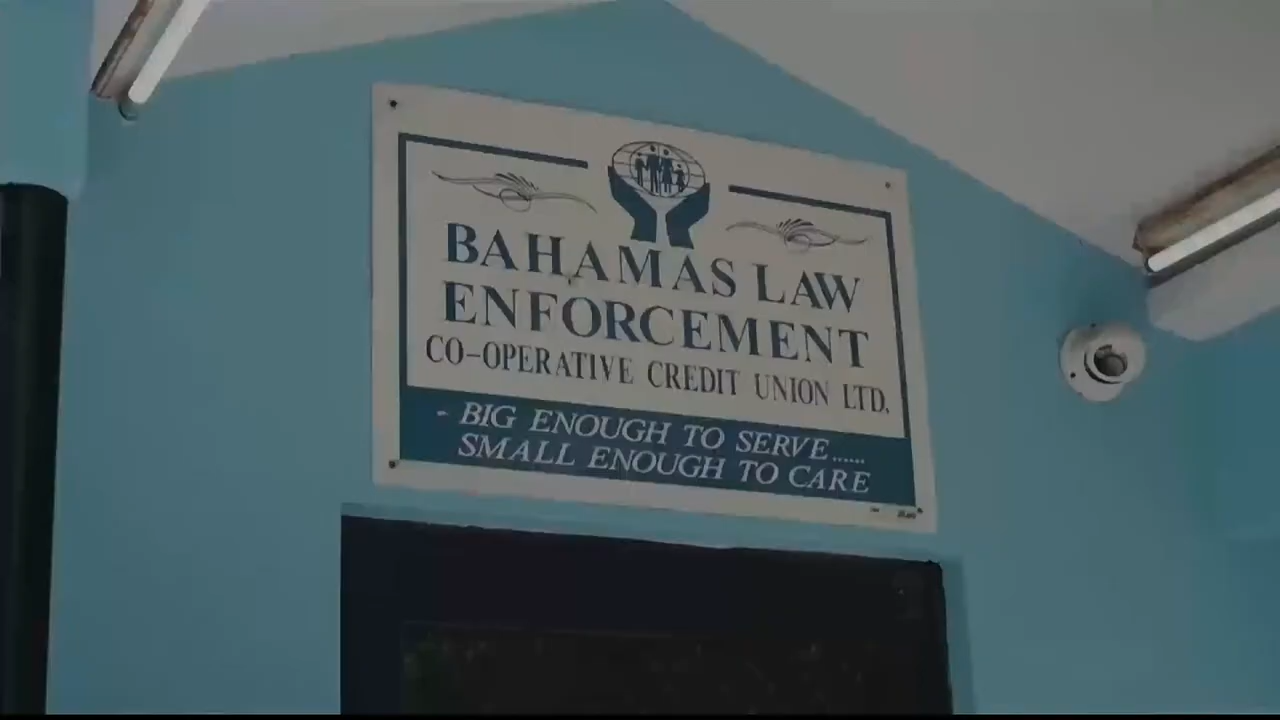 BAHAMAS LAW
ENFORCEMENT
CO-OPERATIVE CREDIT UNION LTD.
- BIG ENOUGH TO SERVE......
SMALL ENOUGH TO CARE